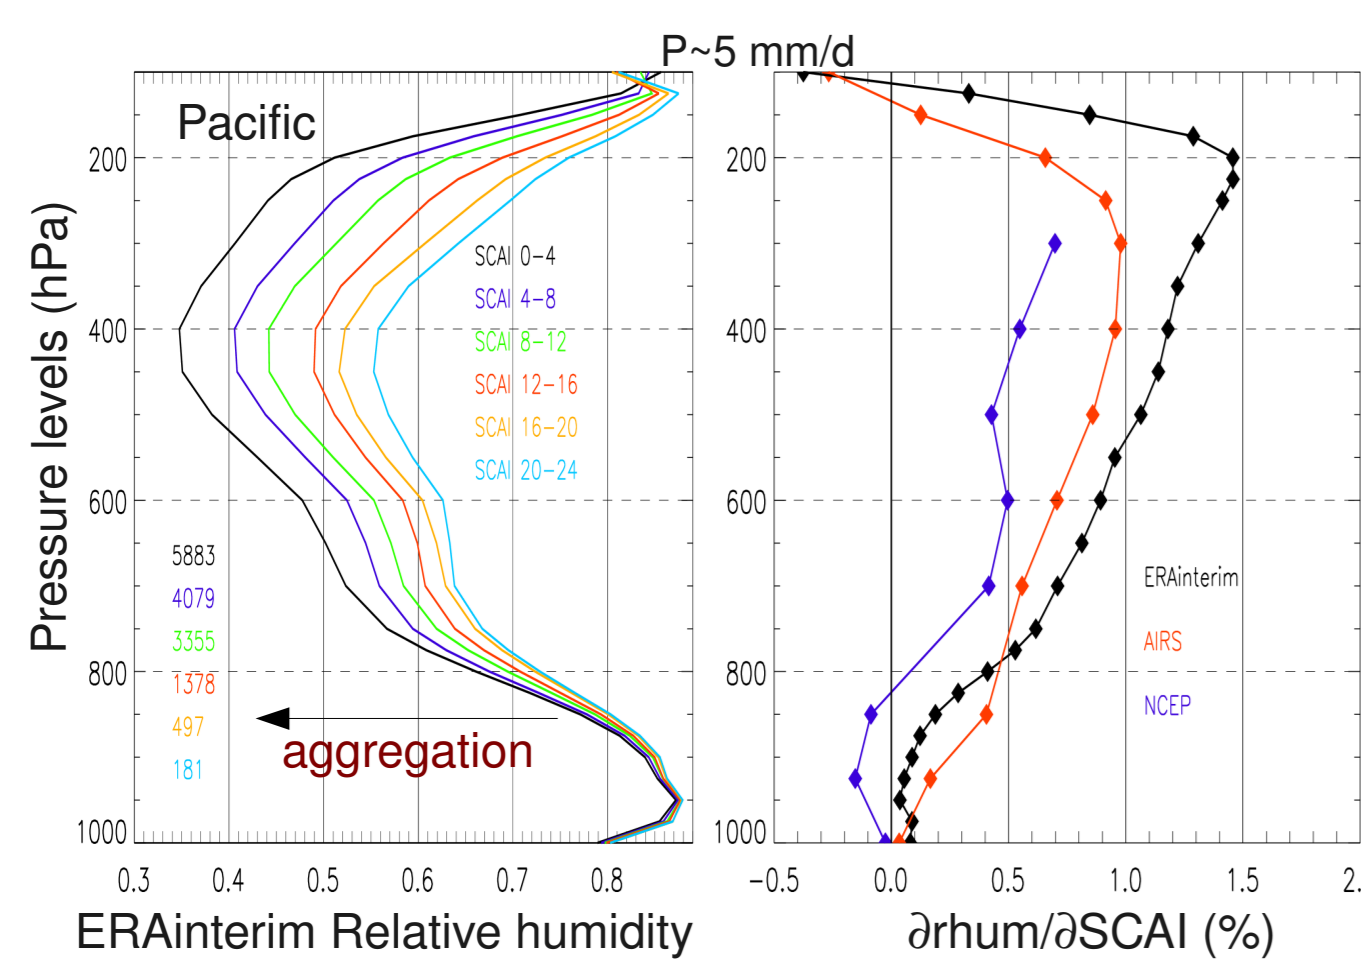 P~5 mm/d
Pacific
Pressure levels (hPa)
200
400
600
800
1000
SCAI 0-4
SCAI 4-8
SCAI 8-12
SCAI 12-16
SCAI 16-20
SCAI 20-24
5883
4079
3355
1378
497
181
aggregation
0.3 0.4 0.5 0.6 0.7 0.8
ERAinterim Relative humidity
200
400
600
800
1000
ERAinterim
AIRS
NCEP
-0.5 0.0 0.5 1.0 1.5 2.
∂rhum/∂SCAI (%)